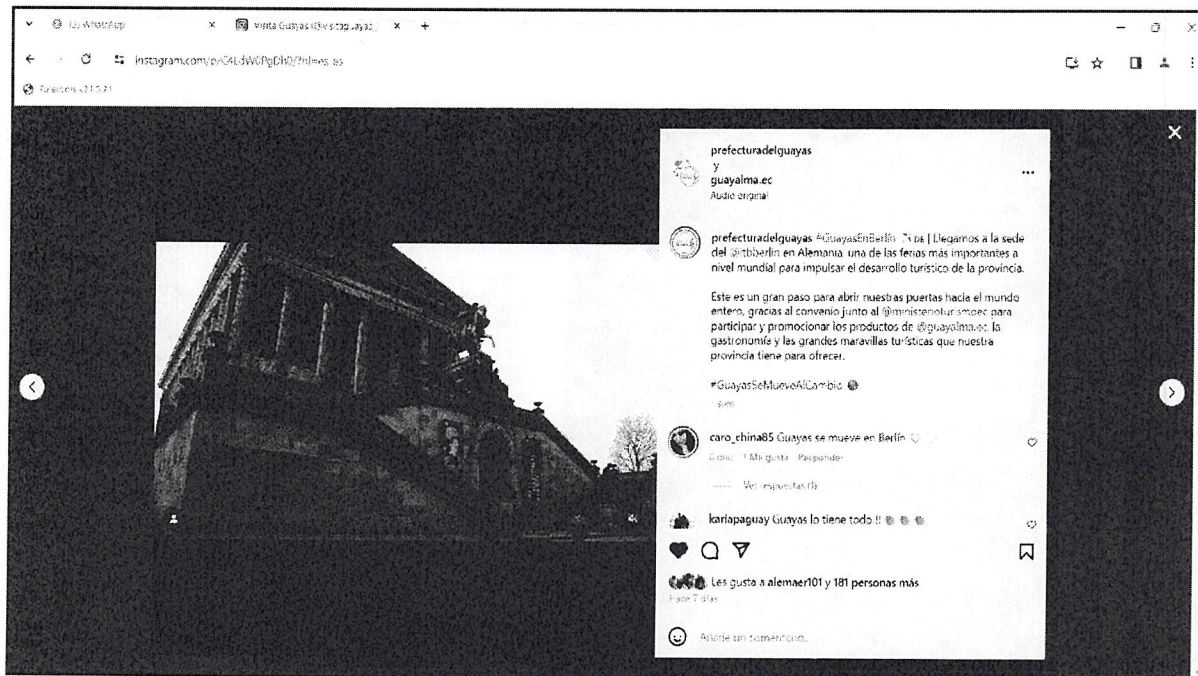 WhatsApp
Visita Guayas
instagram.com/p/
prefecturadelguayas
y
guayalma.ec
Audio original
prefecturadelguayas #GuayasEnBerlín | Llegamos a la sede
del @itbberlin en Alemania, una de las ferias más importantes a
nivel mundial para impulsar el desarrollo turístico de la provincia.
Este es un gran paso para abrir nuestras puertas hacia el mundo
entero, gracias al convenio junto al @ministerioturismoec para
participar y promocionar los productos de @guayalma.ec, la
gastronomía y las grandes maravillas turísticas que nuestra
provincia tiene para ofrecer.
#GuayasSeMueveAlCambio
caro_china85 Guayas se mueve en Berlín
1 Me gusta Responder
Ver respuestas (1)
karlapaguay Guayas lo tiene todo !!
Les gusta a alemaer101 y 181 personas más
Hace 7 días
Añade un comentario...